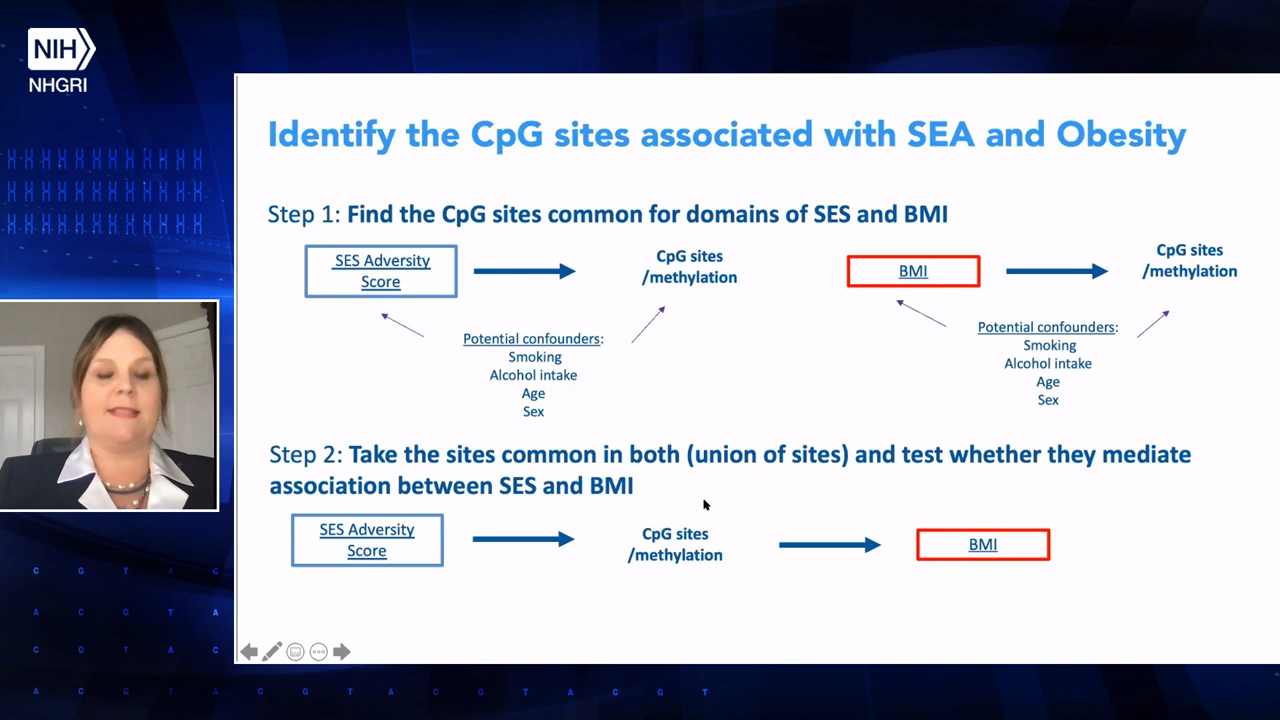 NIH
NHGRI
Identify the CpG sites associated with SEA and Obesity
Step 1: Find the CpG sites common for domains of SES and BMI
SES Adversity
Score
CpG sites
/methylation
BMI
CpG sites
/methylation
Potential confounders:
Smoking
Alcohol intake
Age
Sex
Potential confounders:
Smoking
Alcohol intake
Age
Sex
Step 2: Take the sites common in both (union of sites) and test whether they mediate
association between SES and BMI
SES Adversity
Score
CpG sites
/methylation
BMI
C G T A C
A C G T A
C G T A C
A C G T A C G T A C G T A C G T